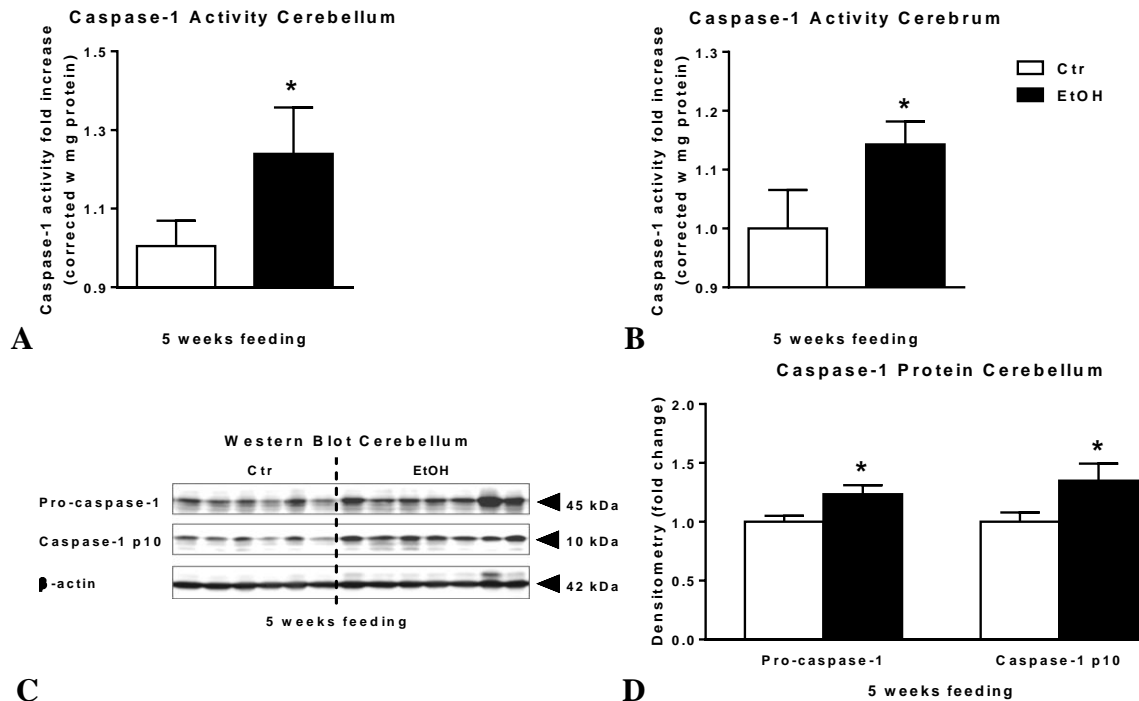 Caspase-1 Activity Cerebellum
Caspase-1 activity fold increase
(corrected w mg protein)
1.5
1.3
1.1
0.9
*
5 weeks feeding
A
Caspase-1 Activity Cerebrum
Caspase-1 activity fold increase
(corrected w mg protein)
1.3
1.2
1.1
1.0
0.9
*
Ctr
EtOH
5 weeks feeding
B
Western Blot Cerebellum
Ctr
EtOH
Pro-caspase-1
45 kDa
Caspase-1 p10
10 kDa
β-actin
42 kDa
5 weeks feeding
C
Caspase-1 Protein Cerebellum
Densitometry (fold change)
2.0
1.5
1.0
0.5
0.0
*
*
Pro-caspase-1
Caspase-1 p10
5 weeks feeding
D